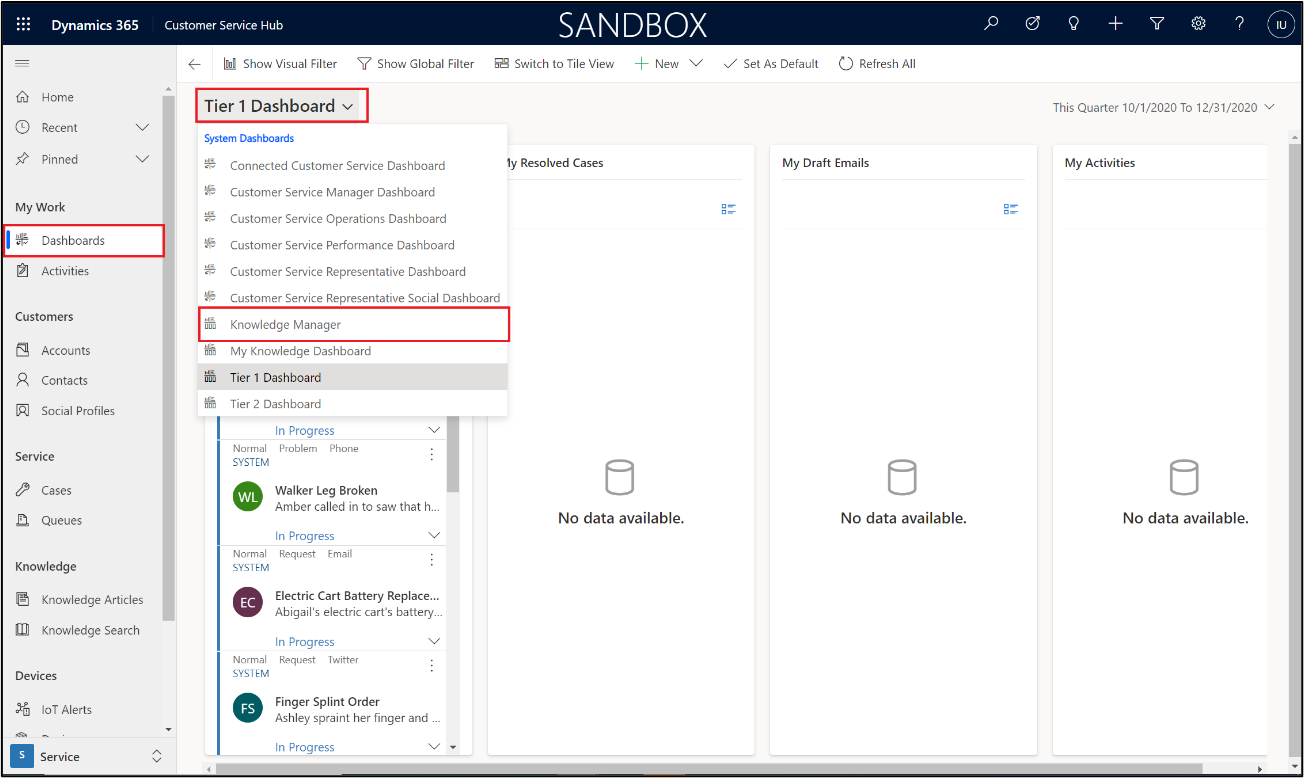 Dynamics 365
Customer Service Hub
SANDBOX
IU
Show Visual Filter
Show Global Filter
Switch to Tile View
New
Set As Default
Refresh All
Home
Recent
Pinned
My Work
Dashboards
Activities
Customers
Accounts
Contacts
Social Profiles
Service
Cases
Queues
Knowledge
Knowledge Articles
Knowledge Search
Devices
IoT Alerts
S
Service
Tier 1 Dashboard
This Quarter 10/1/2020 To 12/31/2020
System Dashboards
Connected Customer Service Dashboard
Customer Service Manager Dashboard
Customer Service Operations Dashboard
Customer Service Performance Dashboard
Customer Service Representative Dashboard
Customer Service Representative Social Dashboard
Knowledge Manager
My Knowledge Dashboard
Tier 1 Dashboard
Tier 2 Dashboard
In Progress
Normal Problem Phone
SYSTEM
WL
Walker Leg Broken
Amber called in to saw that h...
In Progress
Normal Request Email
SYSTEM
EC
Electric Cart Battery Replace...
Abigail's electric cart's battery...
In Progress
Normal Request Twitter
SYSTEM
FS
Finger Splint Order
Ashley spraint her finger and ...
In Progress
My Resolved Cases
No data available.
My Draft Emails
No data available.
My Activities
No data available.